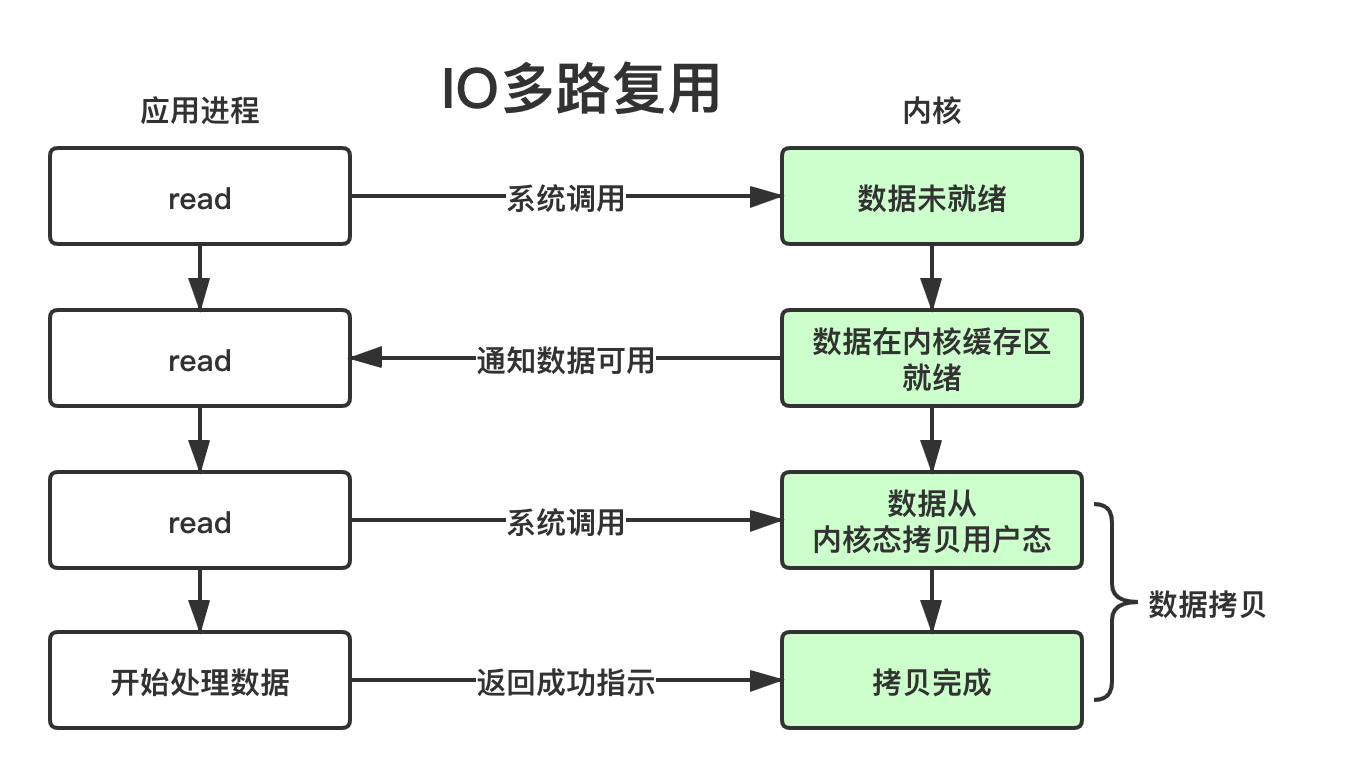 IO多路复用
应用进程
内核
read
系统调用
数据未就绪
read
通知数据可用
数据在内核缓存区
就绪
read
系统调用
数据从
内核态拷贝用户态
数据拷贝
开始处理数据
返回成功指示
拷贝完成